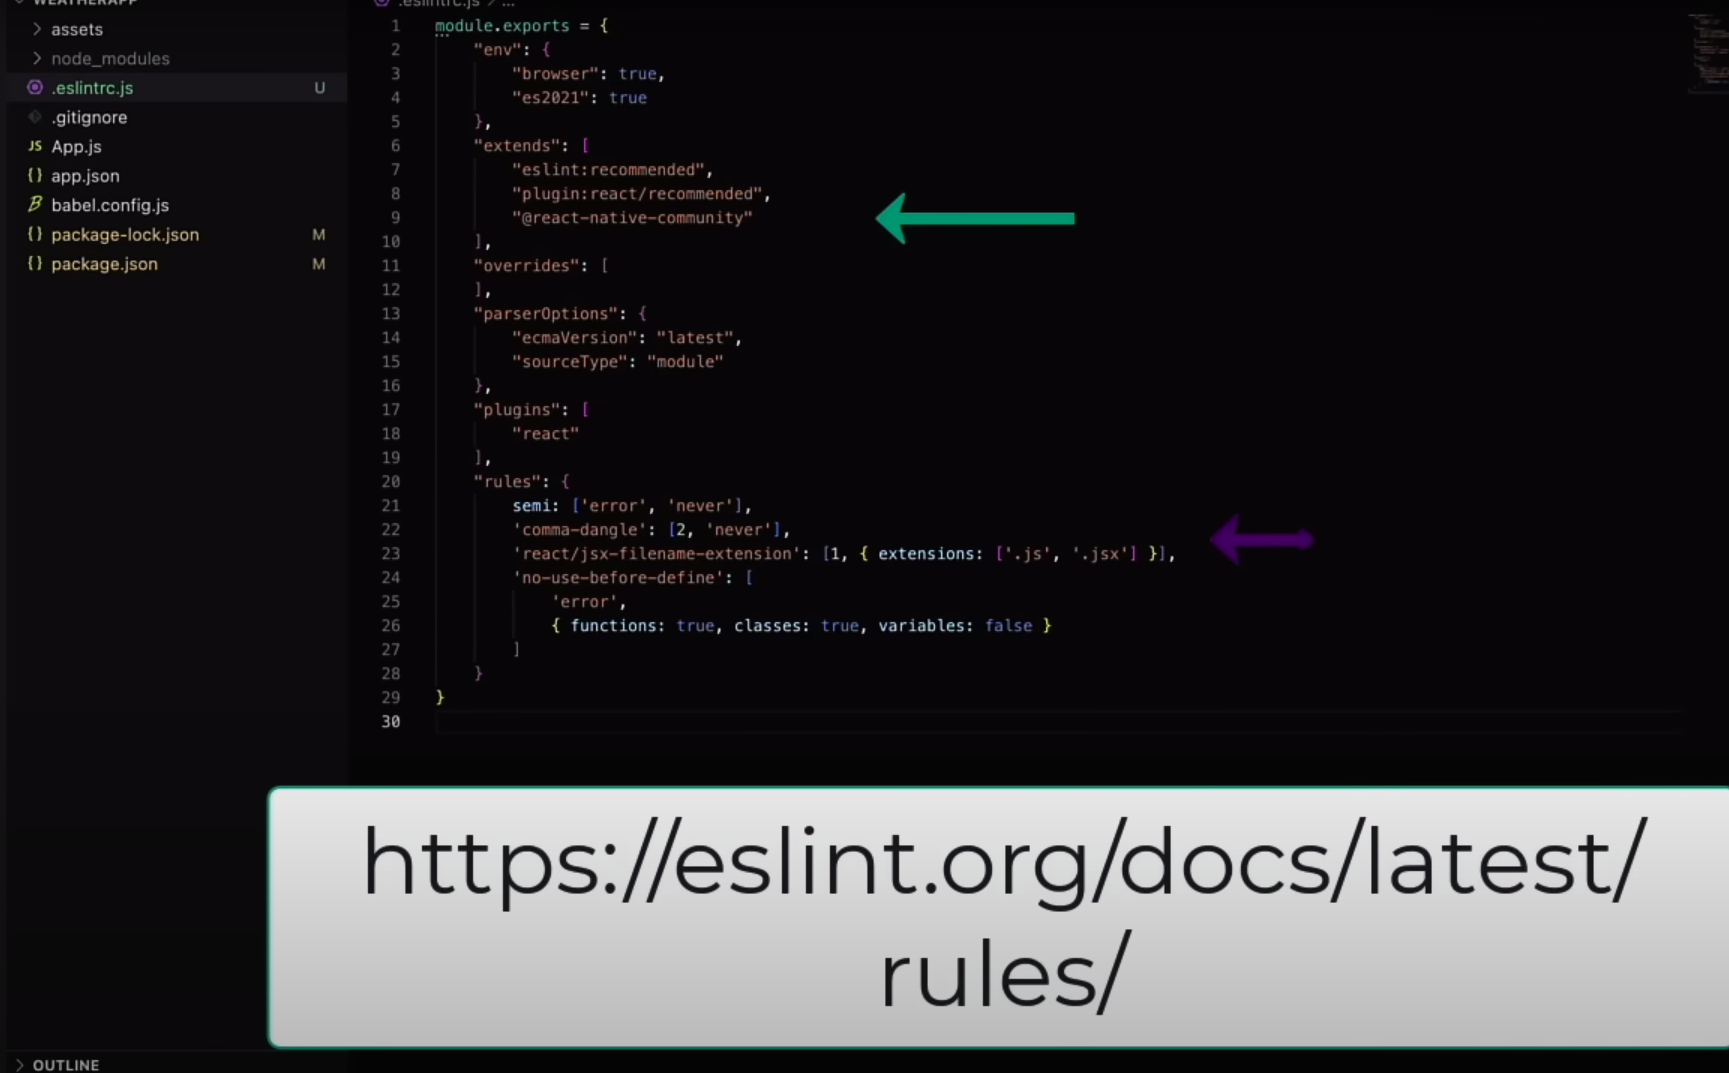 WEATHERAPP
.eslintrc.js > ...
assets
node_modules
.eslintrc.js U
.gitignore
JS App.js
{} app.json
babel.config.js
{} package-lock.json M
{} package.json M
OUTLINE
1 module.exports = {
2 "env": {
3 "browser": true,
4 "es2021": true
5 },
6 "extends": [
7 "eslint:recommended",
8 "plugin:react/recommended",
9 "@react-native-community"
10 ],
11 "overrides": [
12 ],
13 "parserOptions": {
14 "ecmaVersion": "latest",
15 "sourceType": "module"
16 },
17 "plugins": [
18 "react"
19 ],
20 "rules": {
21 semi: ['error', 'never'],
22 'comma-dangle': [2, 'never'],
23 'react/jsx-filename-extension': [1, { extensions: ['.js', '.jsx'] }],
24 'no-use-before-define': [
25 'error',
26 { functions: true, classes: true, variables: false }
27 ]
28 }
29 }
30
https://eslint.org/docs/latest/
rules/